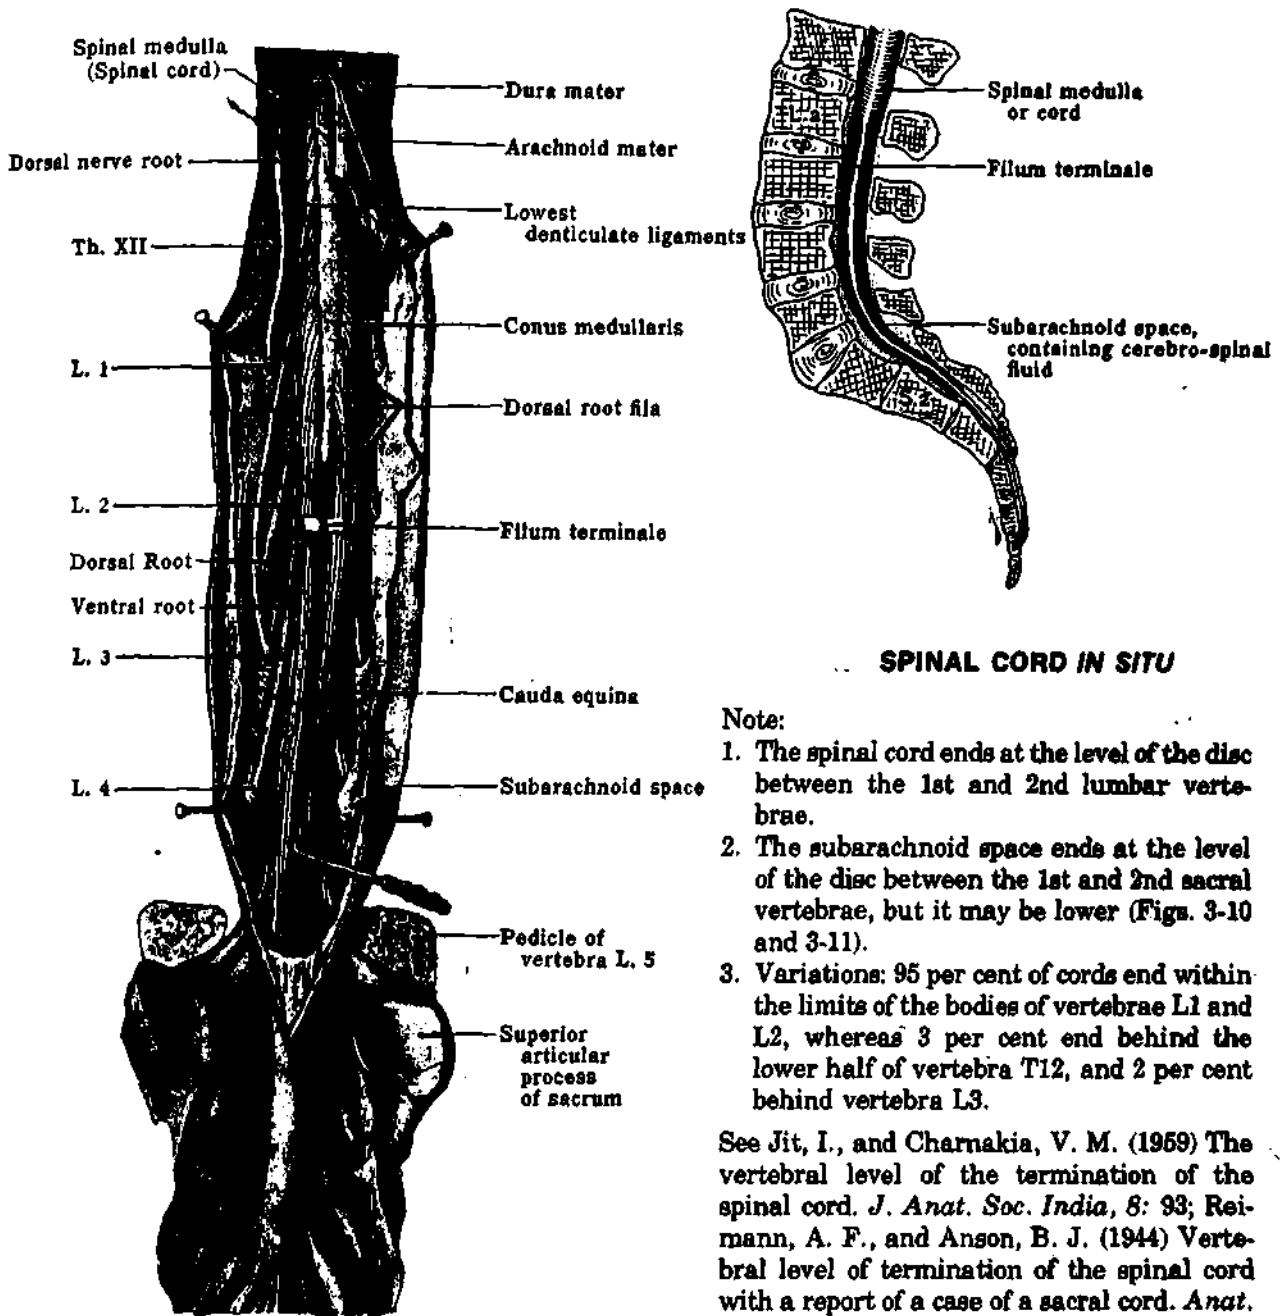 Spinal medulla
(Spinal cord)
Dorsal nerve root
Th. XII
L. 1
L. 2
Dorsal Root
Ventral root
L. 3
L. 4
Dura mater
Arachnoid mater
Lowest
denticulate ligaments
Conus medullaris
Dorsal root fila
Filum terminale
Cauda equina
Subarachnoid space
Pedicle of
vertebra L. 5
Superior
articular
process
of sacrum
Spinal medulla
or cord
Filum terminale
Subarachnoid space,
containing cerebro-spinal
fluid
SPINAL CORD IN SITU
Note:
1. The spinal cord ends at the level of the disc
between the 1st and 2nd lumbar verte-
brae.
2. The subarachnoid space ends at the level
of the disc between the 1st and 2nd sacral
vertebrae, but it may be lower (Figs. 3-10
and 3-11).
3. Variations: 95 per cent of cords end within
the limits of the bodies of vertebrae L1 and
L2, whereas 3 per cent end behind the
lower half of vertebra T12, and 2 per cent
behind vertebra L3.
See Jit, I., and Charnakia, V. M. (1959) The
vertebral level of the termination of the
spinal cord. J. Anat. Soc. India, 8: 93; Rei-
mann, A. F., and Anson, B. J. (1944) Verte-
bral level of termination of the spinal cord
with a report of a case of a sacral cord. Anat.